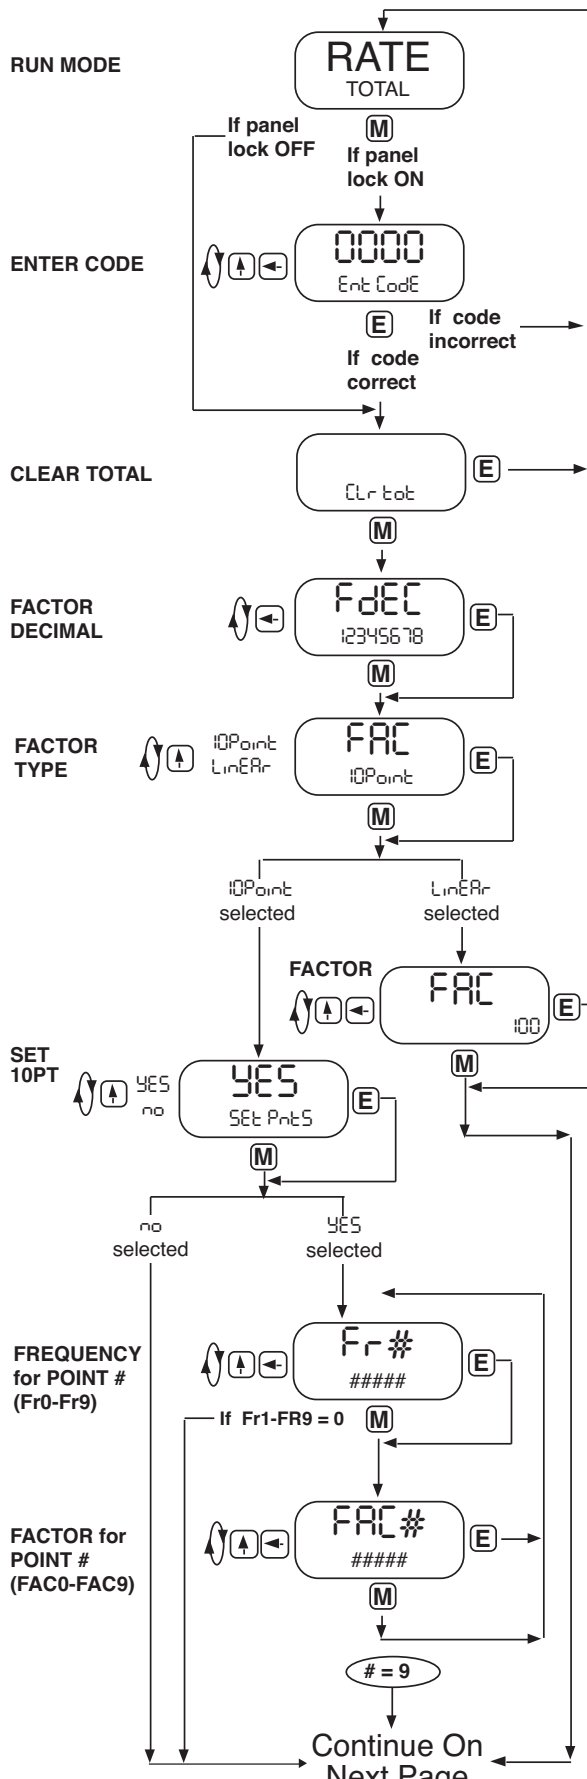 RUN MODE
RATE
TOTAL
If panel
lock OFF
M
If panel
lock ON
ENTER CODE
0000
Ent CodE
E
If code
incorrect
If code
correct
CLEAR TOTAL
CLr tot
E
M
FACTOR
DECIMAL
FdEC
12345678
E
M
FACTOR
TYPE
10Point
LinEAr
FAC
10Point
E
M
10Point
selected
LinEAr
selected
FACTOR
FAC
100
E
M
SET
10PT
YES
no
YES
SEt PntS
E
M
no
selected
YES
selected
FREQUENCY
for POINT #
(Fr0-Fr9)
Fr#
#####
E
If Fr1-FR9 = 0
M
FACTOR for
POINT #
(FAC0-FAC9)
FAC#
#####
E
M
# = 9
Continue On
Next Page